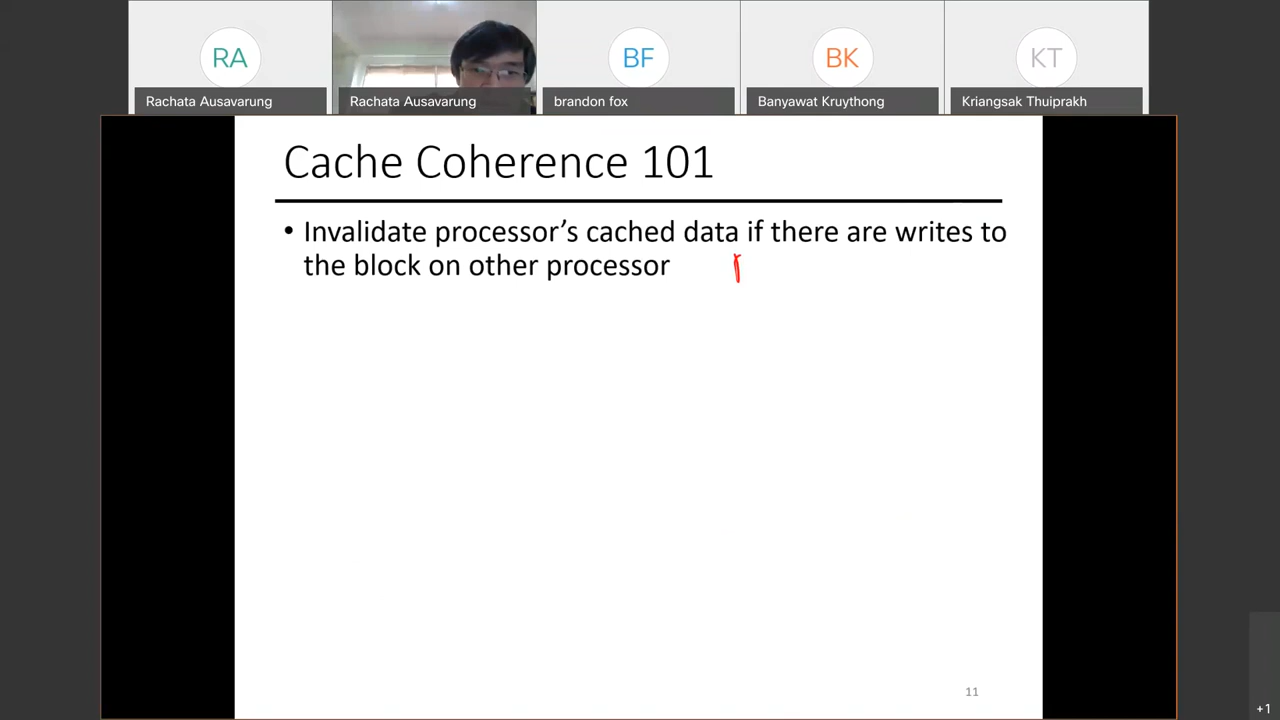 RA
BF
BK
KT
Rachata Ausavarung
Rachata Ausavarung
brandon fox
Banyawat Kruythong
Kriangsak Thuiprakh
Cache Coherence 101
• Invalidate processor's cached data if there are writes to
the block on other processor
11
+1